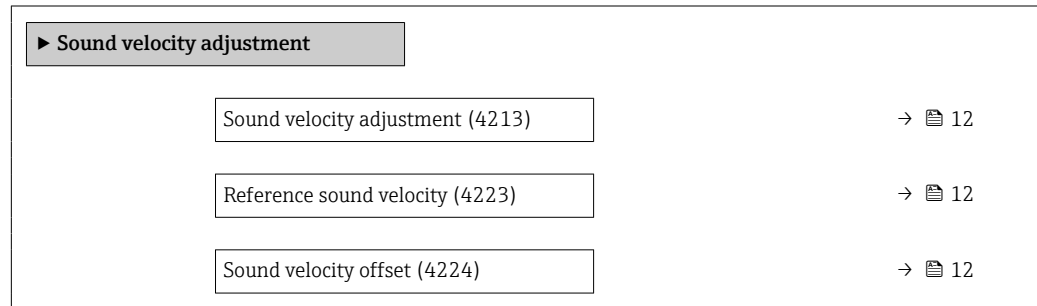 ▶ Sound velocity adjustment
Sound velocity adjustment (4213) → 12
Reference sound velocity (4223) → 12
Sound velocity offset (4224) → 12